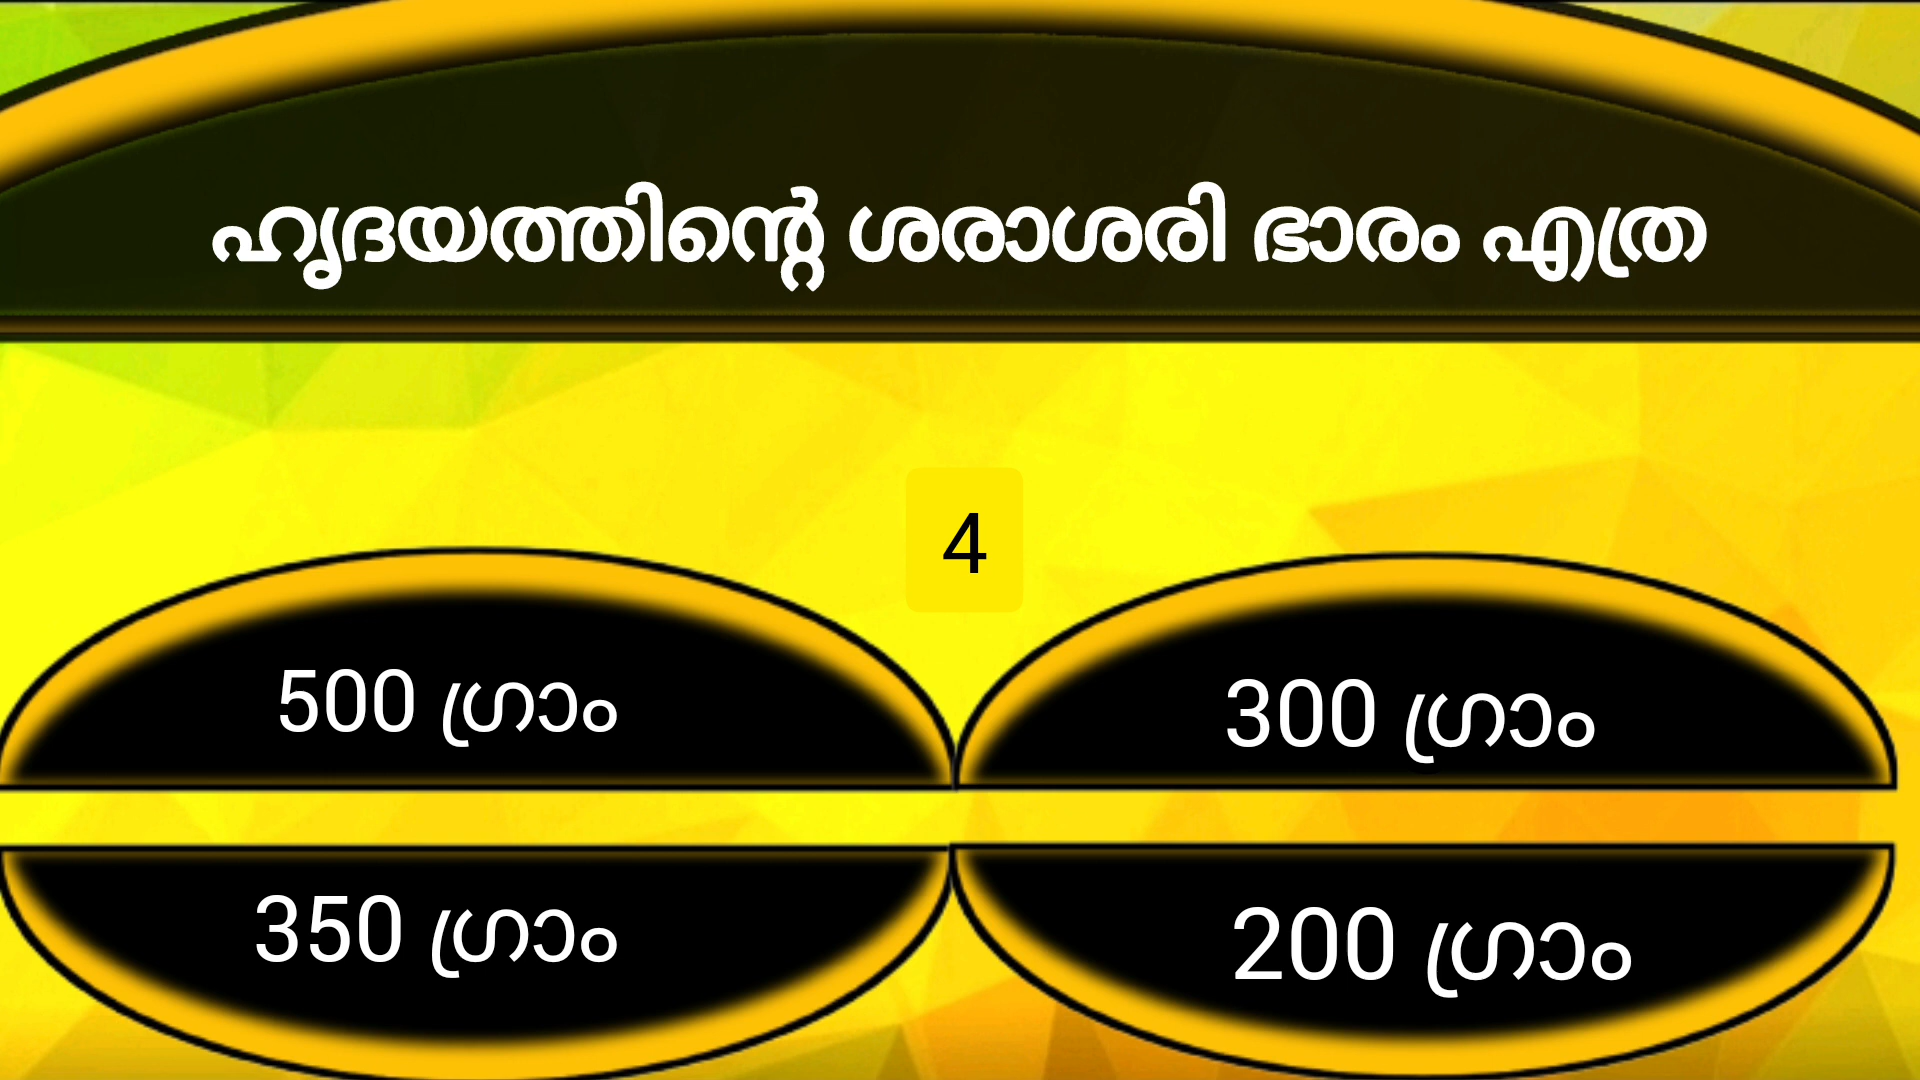 ഹൃദയത്തിന്റെ ശരാശരി ഭാരം എത്ര
4
500 ഗ്രാം
300 ഗ്രാം
350 ഗ്രാം
200 ഗ്രാം